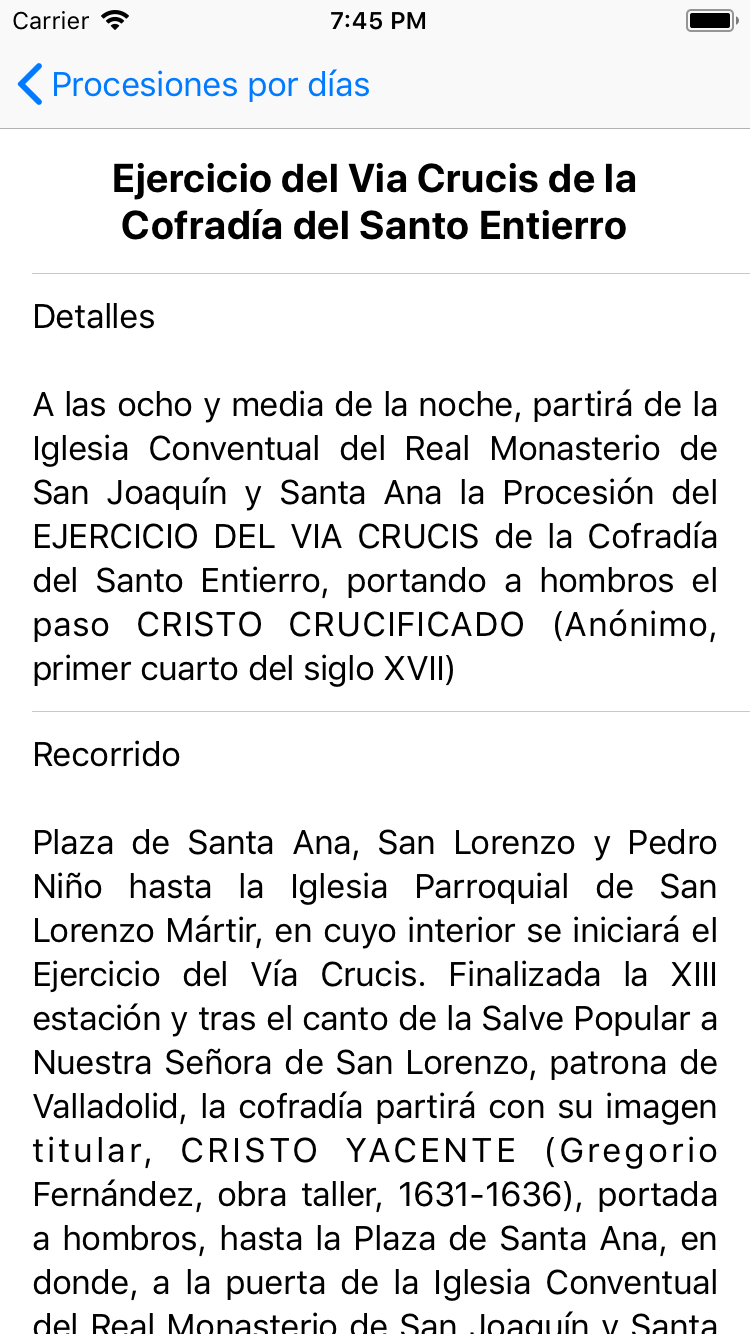 Carrier 7:45 PM
Procesiones por días
Ejercicio del Via Crucis de la
Cofradía del Santo Entierro
Detalles
A las ocho y media de la noche, partirá de la
Iglesia Conventual del Real Monasterio de
San Joaquín y Santa Ana la Procesión del
EJERCICIO DEL VIA CRUCIS de la Cofradía
del Santo Entierro, portando a hombros el
paso CRISTO CRUCIFICADO (Anónimo,
primer cuarto del siglo XVII)
Recorrido
Plaza de Santa Ana, San Lorenzo y Pedro
Niño hasta la Iglesia Parroquial de San
Lorenzo Mártir, en cuyo interior se iniciará el
Ejercicio del Vía Crucis. Finalizada la XIII
estación y tras el canto de la Salve Popular a
Nuestra Señora de San Lorenzo, patrona de
Valladolid, la cofradía partirá con su imagen
titular, CRISTO YACENTE (Gregorio
Fernández, obra taller, 1631-1636), portada
a hombros, hasta la Plaza de Santa Ana, en
donde, a la puerta de la Iglesia Conventual
del Real Monasterio de San Joaquín y Santa